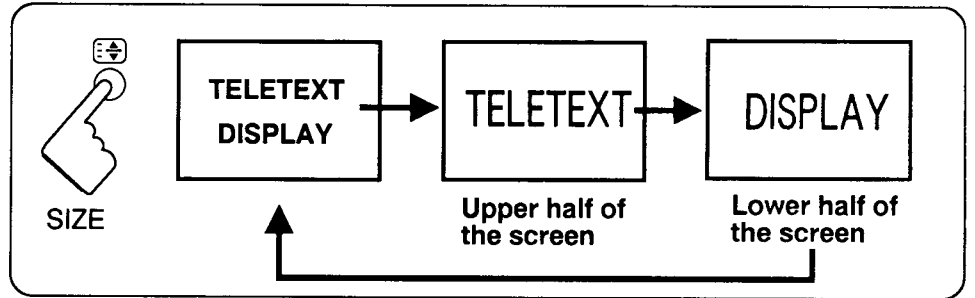 TELETEXT
DISPLAY
TELETEXT
DISPLAY
SIZE
Upper half of
the screen
Lower half of
the screen